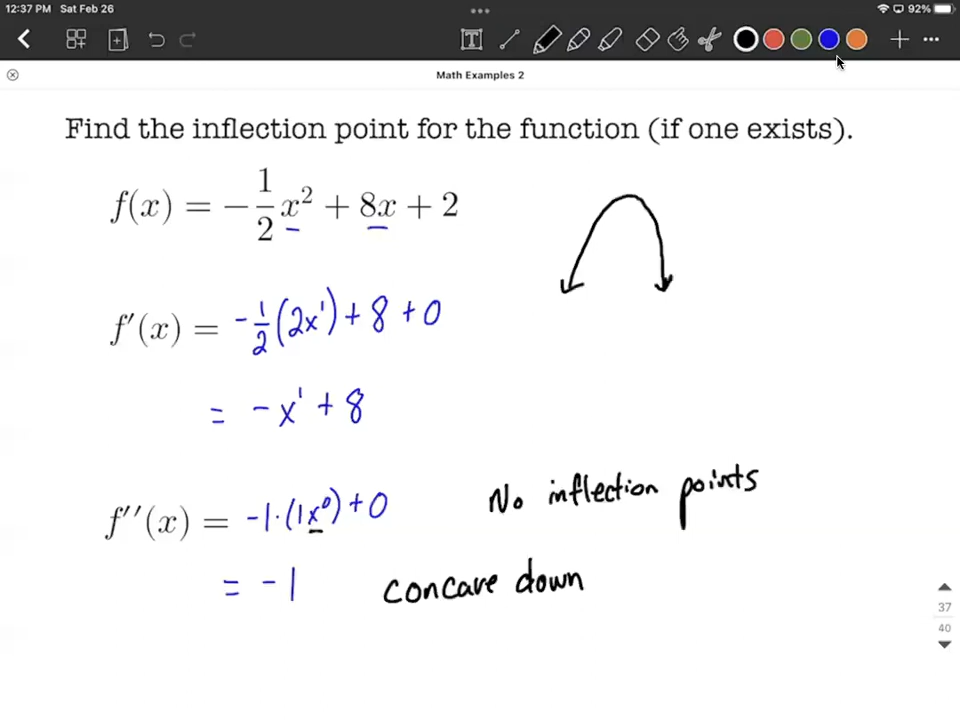 12:37 PM Sat Feb 26
92%
Math Examples 2
Find the inflection point for the function (if one exists).
f(x) = −1/2x² + 8x + 2
f′(x) = -1/2(2x¹) + 8 + 0
= -x¹ + 8
No inflection points
f′′(x) = -1·(1x⁰) + 0
= -1
concave down
37
40